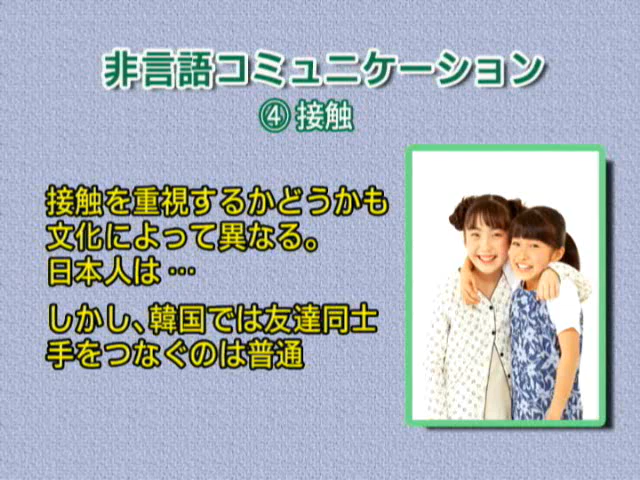 非言語コミュニケーション
④ 接触
接触を重視するかどうかも
文化によって異なる。
日本人は …
しかし、韓国では友達同士
手をつなぐのは普通